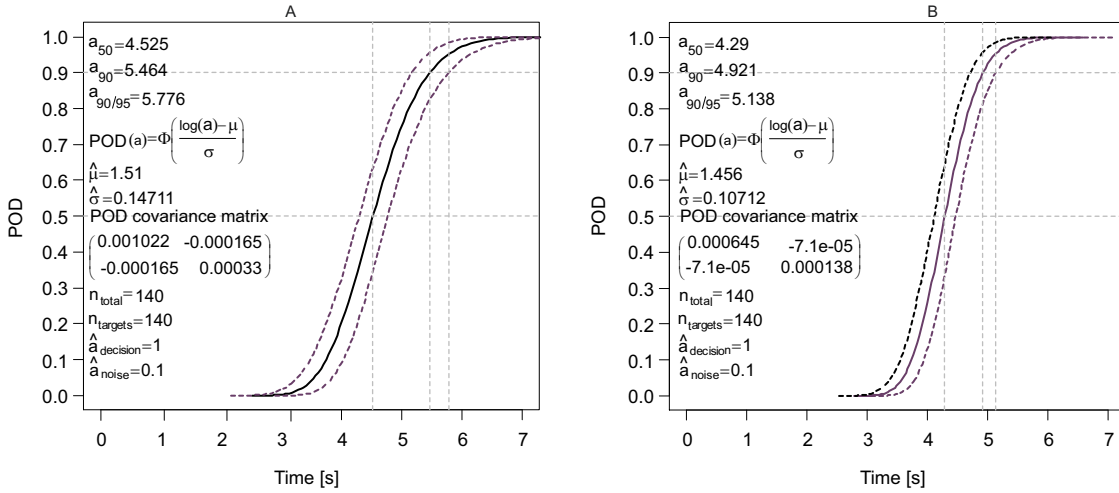 A
POD
1.0
0.9
0.8
0.7
0.6
0.5
0.4
0.3
0.2
0.1
0.0
a50=4.525
a90=5.464
a90/95=5.776
POD(a)=Φ(log(a)−μ / σ)
μ̂=1.51
σ̂=0.14711
POD covariance matrix
0.001022 -0.000165
-0.000165 0.00033
ntotal=140
ntargets=140
âdecision=1
ânoise=0.1
0 1 2 3 4 5 6 7
Time [s]
B
POD
1.0
0.9
0.8
0.7
0.6
0.5
0.4
0.3
0.2
0.1
0.0
a50=4.29
a90=4.921
a90/95=5.138
POD(a)=Φ(log(a)−μ / σ)
μ̂=1.456
σ̂=0.10712
POD covariance matrix
0.000645 -7.1e-05
-7.1e-05 0.000138
ntotal=140
ntargets=140
âdecision=1
ânoise=0.1
0 1 2 3 4 5 6 7
Time [s]